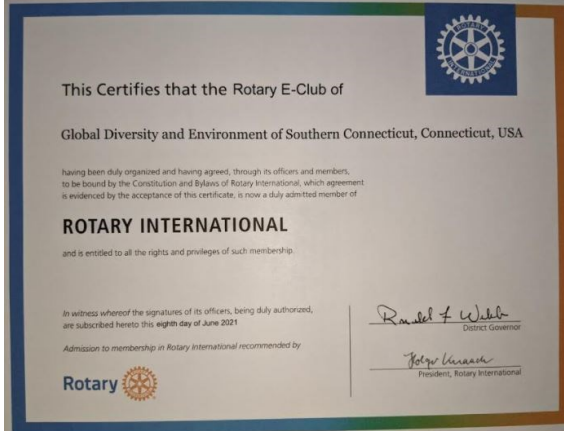 ROTARY
INTERNATIONAL
This Certifies that the Rotary E-Club of
Global Diversity and Environment of Southern Connecticut, Connecticut, USA
having been duly organized and having agreed, through its officers and members,
to be bound by the Constitution and Bylaws of Rotary International, which agreement
is evidenced by the acceptance of this certificate, is now a duly admitted member of
ROTARY INTERNATIONAL
and is entitled to all the rights and privileges of such membership.
In witness whereof the signatures of its officers, being duly authorized,
are subscribed hereto this eighth day of June 2021
Admission to membership in Rotary International recommended by
Rotary
Ronald F Webb
District Governor
Holger Knaack
President, Rotary International